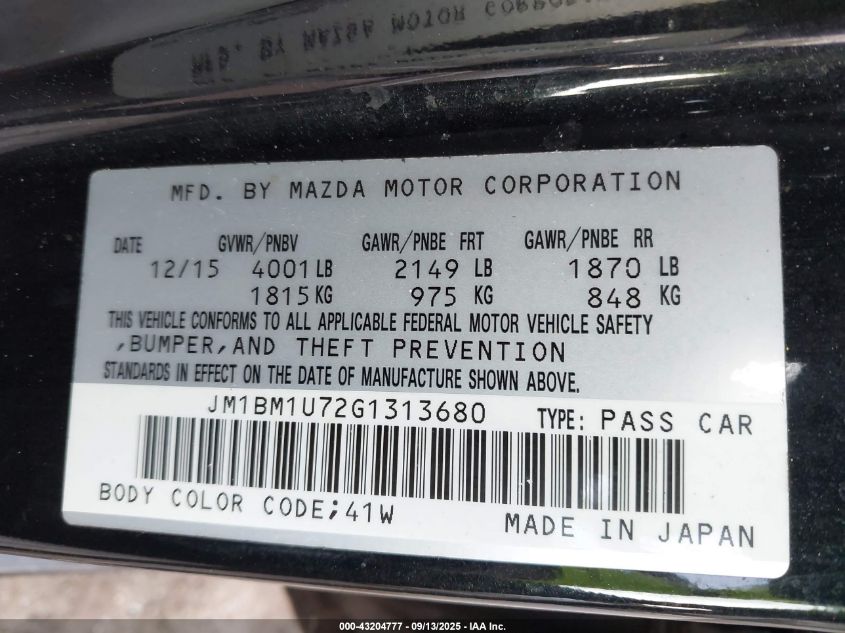 MFD. BY MAZDA MOTOR CORPORATION
DATE GVWR/PNBV GAWR/PNBE FRT GAWR/PNBE RR
12/15 4001 LB 2149 LB 1870 LB
1815 KG 975 KG 848 KG
THIS VEHICLE CONFORMS TO ALL APPLICABLE FEDERAL MOTOR VEHICLE SAFETY
,BUMPER,AND THEFT PREVENTION
STANDARDS IN EFFECT ON THE DATE OF MANUFACTURE SHOWN ABOVE.
JM1BM1U72G1313680 TYPE: PASS CAR
BODY COLOR CODE;41W
MADE IN JAPAN
000-43204777 - 09/13/2025 - IAA Inc.